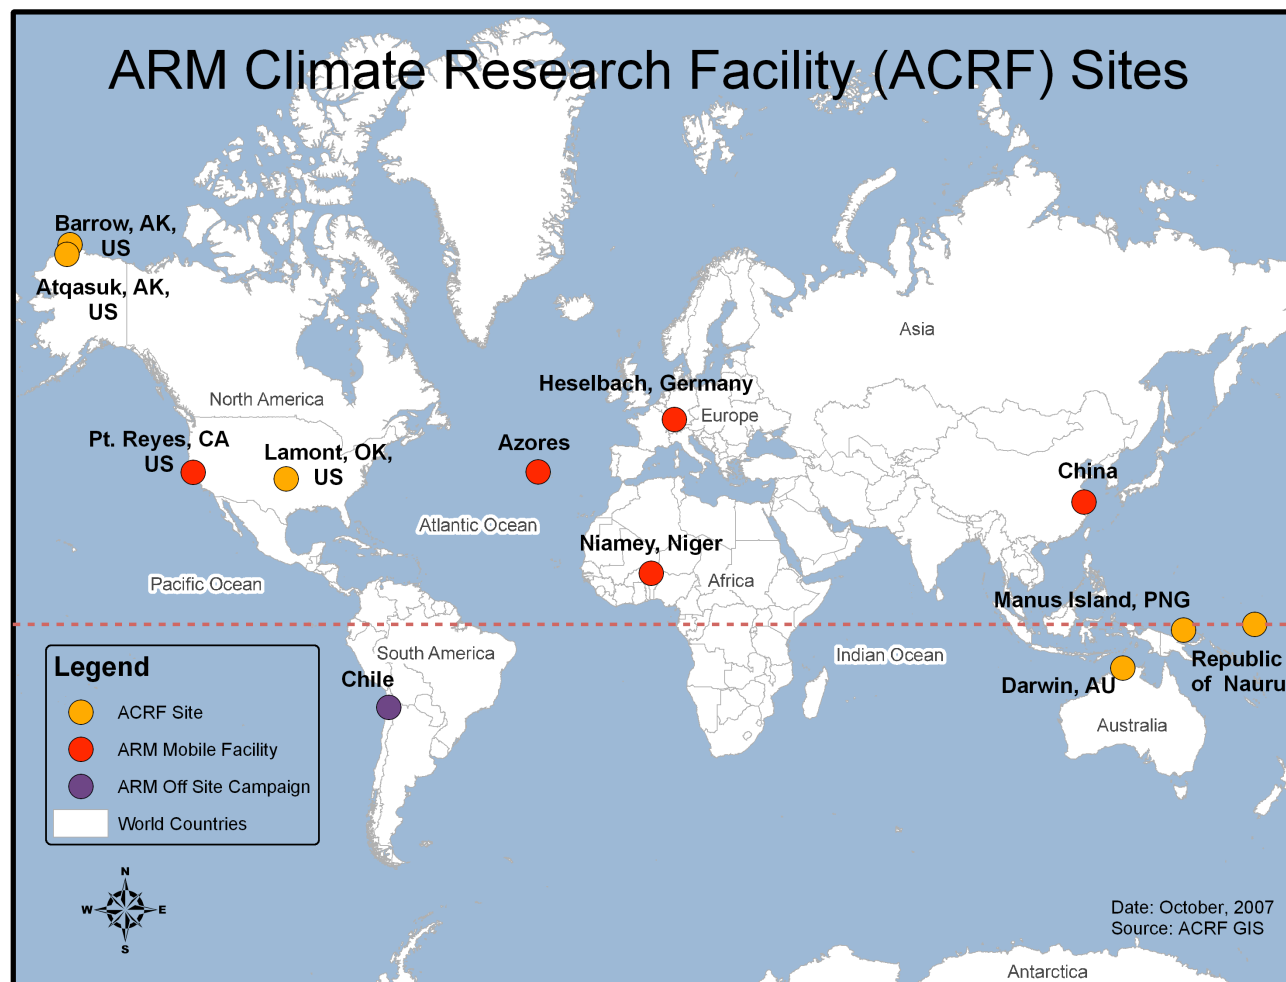 ARM Climate Research Facility (ACRF) Sites
Barrow, AK,
US
Atqasuk, AK,
US
Asia
Heselbach, Germany
North America
Europe
Pt. Reyes, CA
US
Lamont, OK,
US
Azores
China
Atlantic Ocean
Niamey, Niger
Pacific Ocean
Africa
Manus Island, PNG
South America
Indian Ocean
Republic
of Nauru
Chile
Darwin, AU
Australia
Legend
ACRF Site
ARM Mobile Facility
ARM Off Site Campaign
World Countries
N
W
E
S
Date: October, 2007
Source: ACRF GIS
Antarctica